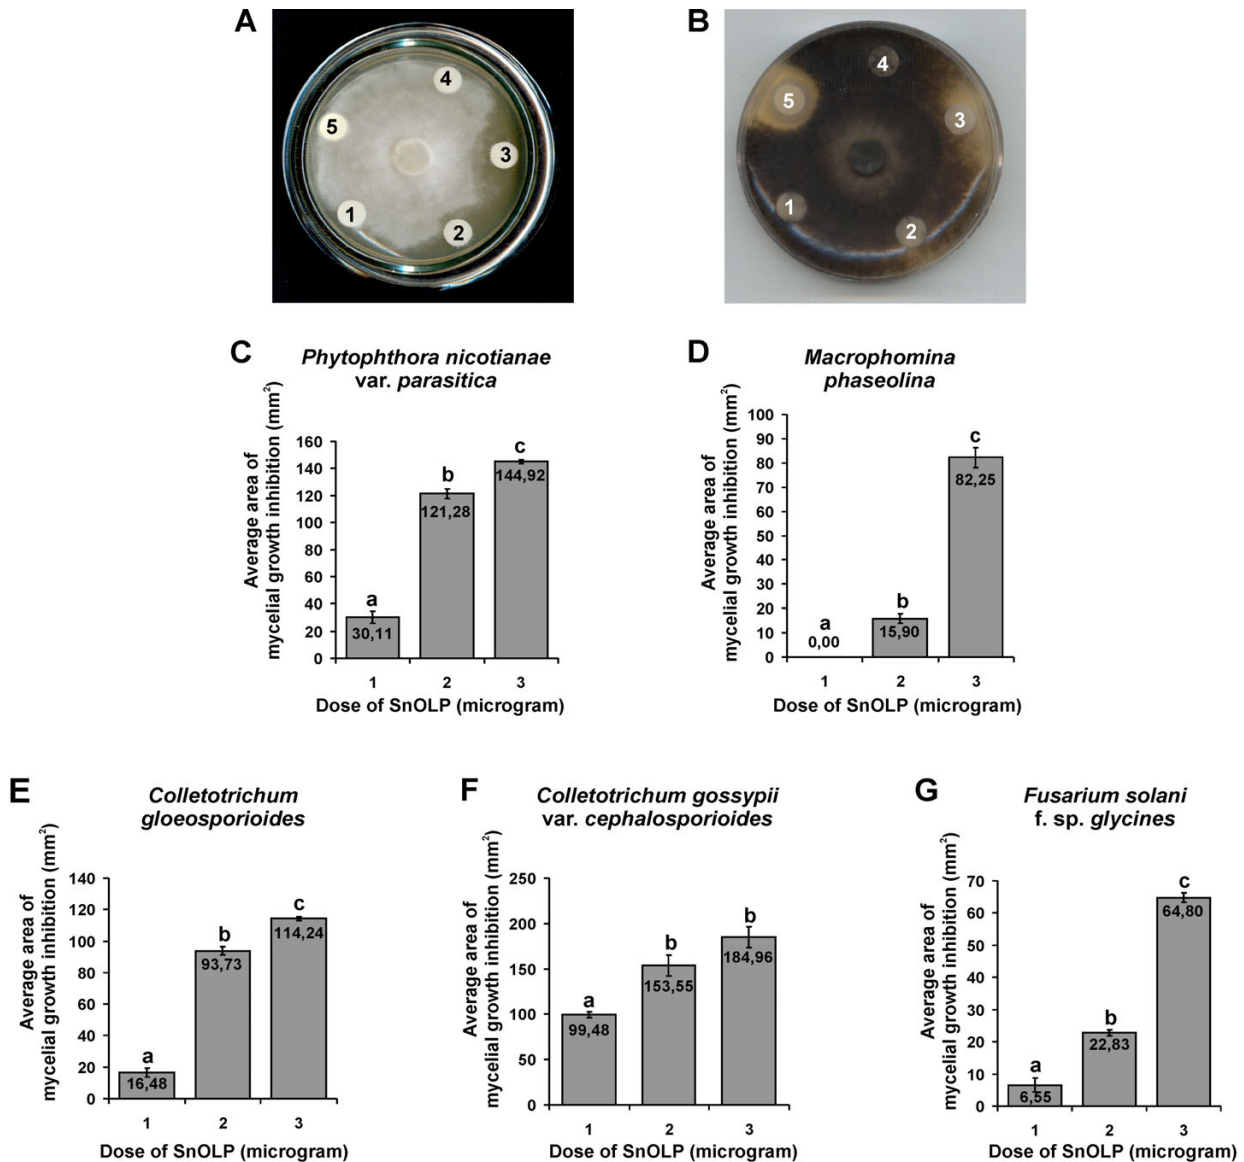 A
4
5
3
1
2
B
4
5
3
1
2
C
Phytophthora nicotianae
var. parasitica
Average area of
mycelial growth inhibition (mm²)
160
140
120
100
80
60
40
20
0
a
30,11
b
121,28
c
144,92
1 2 3
Dose of SnOLP (microgram)
D
Macrophomina
phaseolina
Average area of
mycelial growth inhibition (mm²)
100
90
80
70
60
50
40
30
20
10
0
a
0,00
b
15,90
c
82,25
1 2 3
Dose of SnOLP (microgram)
E
Colletotrichum
gloeosporioides
Average area of
mycelial growth inhibition (mm²)
140
120
100
80
60
40
20
0
a
16,48
b
93,73
c
114,24
1 2 3
Dose of SnOLP (microgram)
F
Colletotrichum gossypii
var. cephalosporioides
Average area of
mycelial growth inhibition (mm²)
250
200
150
100
50
0
a
99,48
b
153,55
b
184,96
1 2 3
Dose of SnOLP (microgram)
G
Fusarium solani
f. sp. glycines
Average area of
mycelial growth inhibition (mm²)
70
60
50
40
30
20
10
0
a
6,55
b
22,83
c
64,80
1 2 3
Dose of SnOLP (microgram)